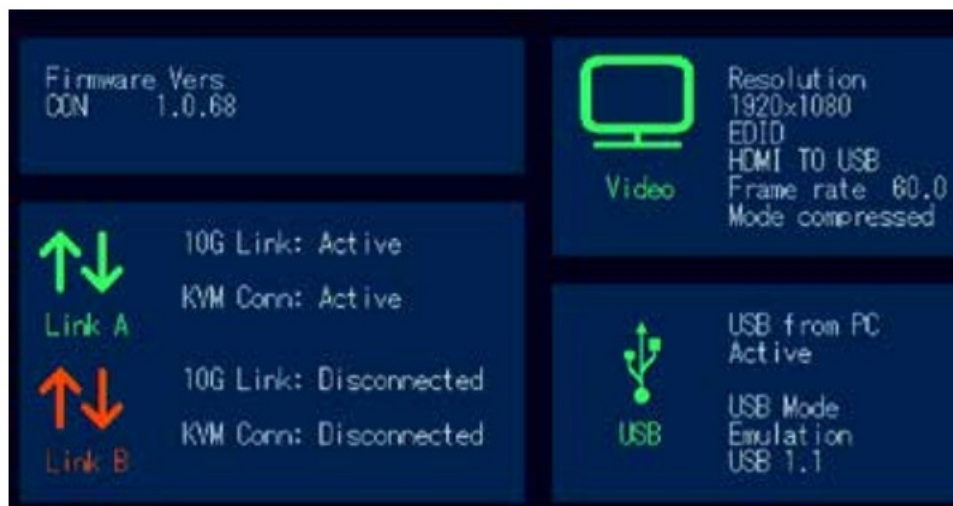 Firmware Vers
CON 1.0.68
10G Link: Active
KVM Conn: Active
Link A
10G Link: Disconnected
KVM Conn: Disconnected
Link B
Resolution
1920x1080
EDID
HDMI TO USB
Frame rate 60.0
Mode compressed
Video
USB from PC
Active
USB Mode
Emulation
USB 1.1
USB